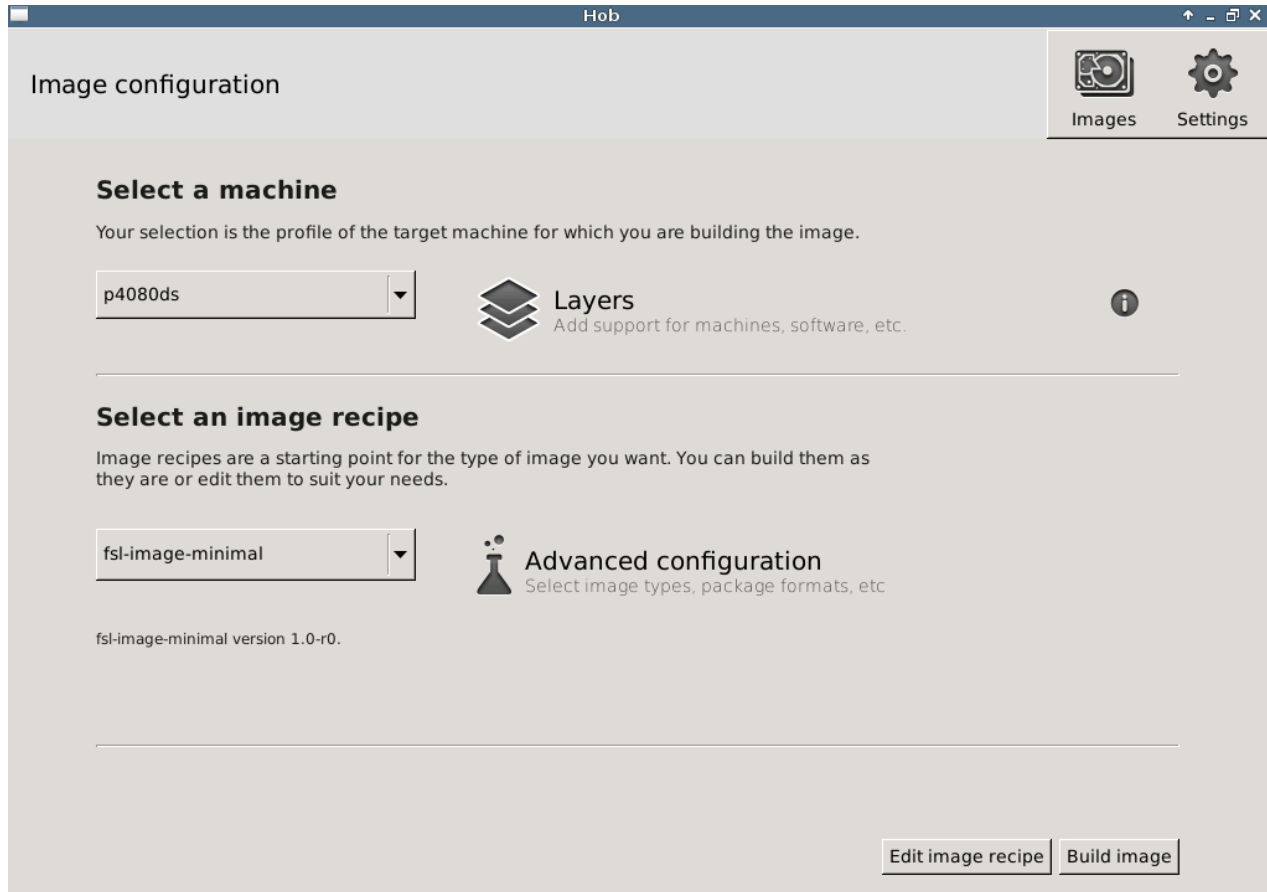 Hob
Image configuration
Images
Settings
Select a machine
Your selection is the profile of the target machine for which you are building the image.
p4080ds
Layers
Add support for machines, software, etc.
Select an image recipe
Image recipes are a starting point for the type of image you want. You can build them as
they are or edit them to suit your needs.
fsl-image-minimal
Advanced configuration
Select image types, package formats, etc
fsl-image-minimal version 1.0-r0.
Edit image recipe
Build image